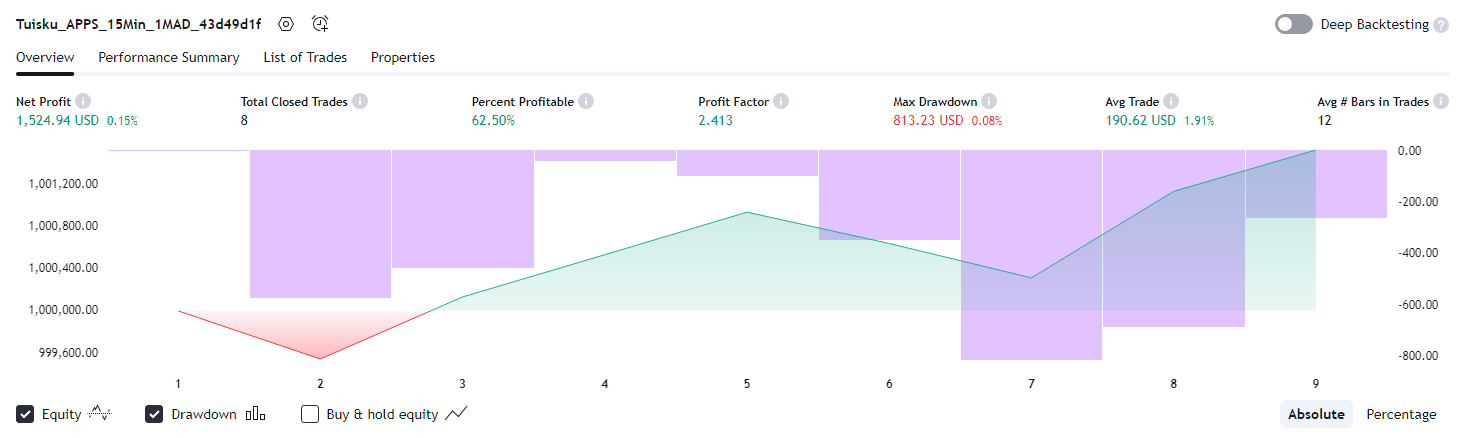 Tuisku_APPS_15Min_1MAD_43d49d1f Deep Backtesting ?
Overview Performance Summary List of Trades Properties
Net Profit i Total Closed Trades i Percent Profitable i Profit Factor i Max Drawdown i Avg Trade i Avg # Bars in Trades i
1,524.94 USD 0.15% 8 62.50% 2.413 813.23 USD 0.08% 190.62 USD 1.91% 12
0.00
1,001,200.00
-200.00
1,000,800.00
-400.00
1,000,400.00
-600.00
1,000,000.00
999,600.00
-800.00
1 2 3 4 5 6 7 8 9
Equity Drawdown Buy & hold equity Absolute Percentage